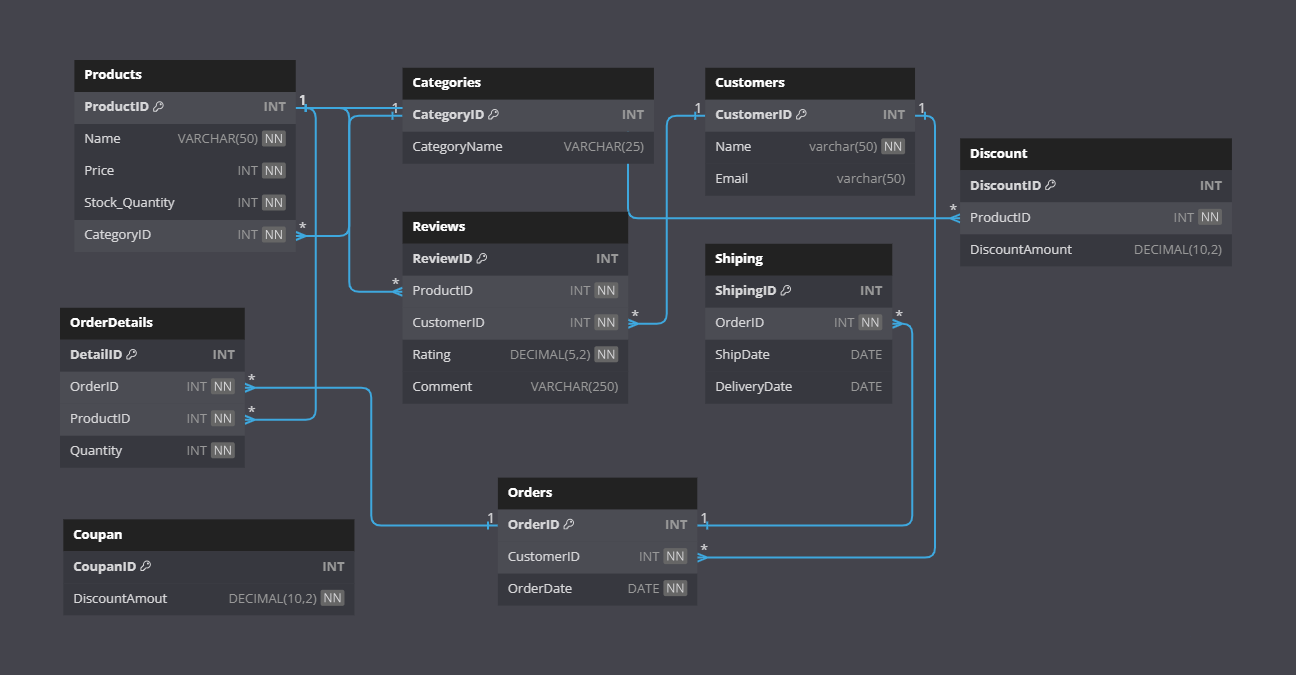 Products
ProductID INT
Name VARCHAR(50) NN
Price INT NN
Stock_Quantity INT NN
CategoryID INT NN
1
*
Categories
1
CategoryID INT
CategoryName VARCHAR(25)
Customers
1
CustomerID INT
1
Name varchar(50) NN
Email varchar(50)
Discount
DiscountID INT
*
ProductID INT NN
DiscountAmount DECIMAL(10,2)
Reviews
ReviewID INT
*
ProductID INT NN
CustomerID INT NN
*
Rating DECIMAL(5,2) NN
Comment VARCHAR(250)
Shiping
ShipingID INT
OrderID INT NN
*
ShipDate DATE
DeliveryDate DATE
OrderDetails
DetailID INT
OrderID INT NN
*
ProductID INT NN
*
Quantity INT NN
Orders
1
OrderID INT
1
CustomerID INT NN
*
OrderDate DATE NN
Coupan
CoupanID INT
DiscountAmout DECIMAL(10,2) NN